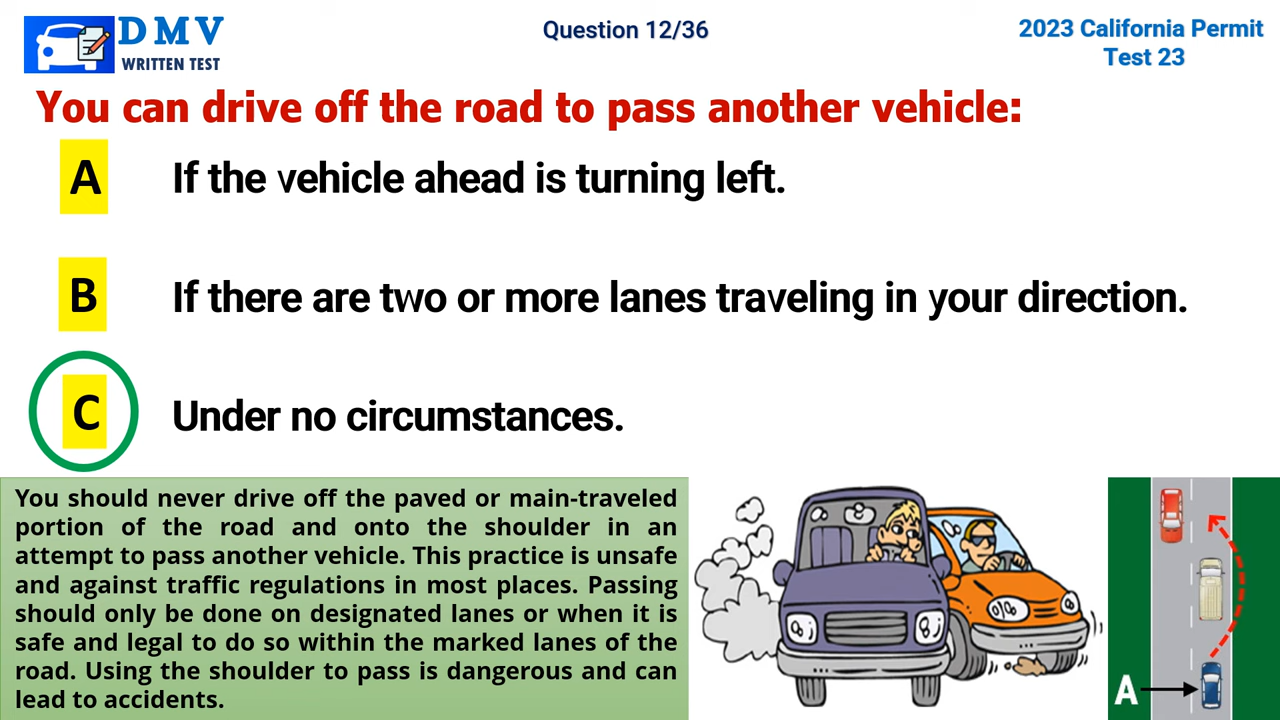 DMV
WRITTEN TEST
Question 12/36
2023 California Permit
Test 23
You can drive off the road to pass another vehicle:
A If the vehicle ahead is turning left.
B If there are two or more lanes traveling in your direction.
C Under no circumstances.
You should never drive off the paved or main-traveled
portion of the road and onto the shoulder in an
attempt to pass another vehicle. This practice is unsafe
and against traffic regulations in most places. Passing
should only be done on designated lanes or when it is
safe and legal to do so within the marked lanes of the
road. Using the shoulder to pass is dangerous and can
lead to accidents.
A